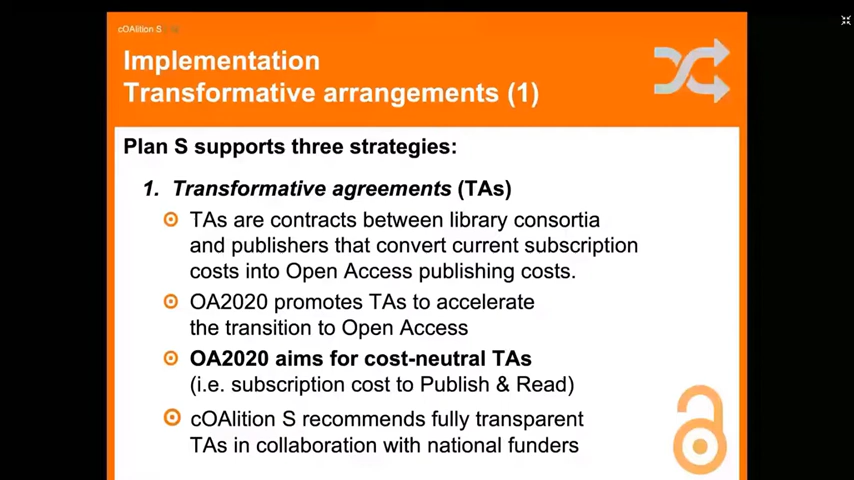 cOAlition S
Implementation
Transformative arrangements (1)
Plan S supports three strategies:
1. Transformative agreements (TAs)
TAs are contracts between library consortia
and publishers that convert current subscription
costs into Open Access publishing costs.
OA2020 promotes TAs to accelerate
the transition to Open Access
OA2020 aims for cost-neutral TAs
(i.e. subscription cost to Publish & Read)
cOAlition S recommends fully transparent
TAs in collaboration with national funders